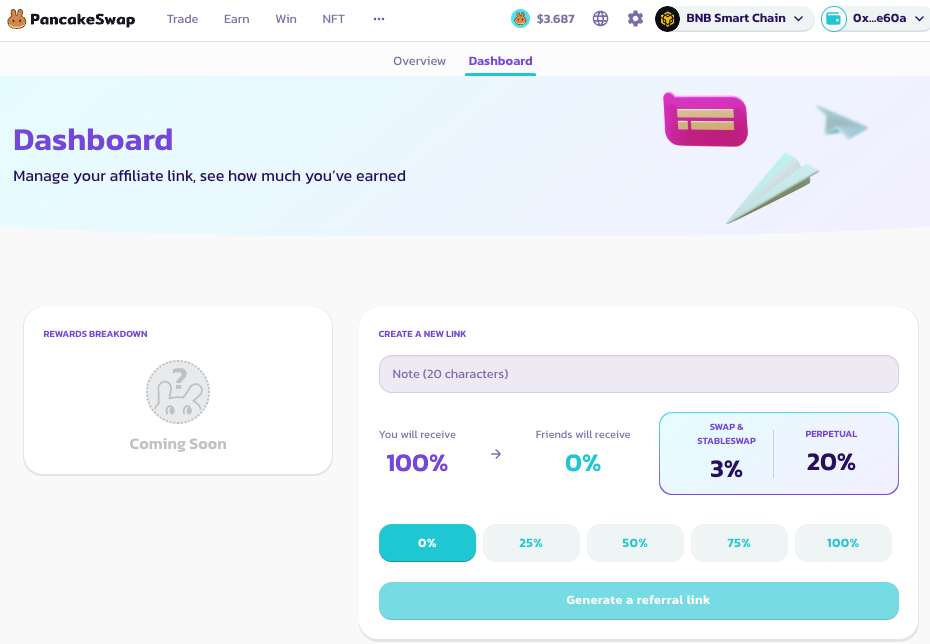 PancakeSwap Trade Earn Win NFT ... $3.687 BNB Smart Chain 0x...e60a
Overview Dashboard
Dashboard
Manage your affiliate link, see how much you've earned
REWARDS BREAKDOWN
?
Coming Soon
CREATE A NEW LINK
Note (20 characters)
You will receive
100%
→
Friends will receive
0%
SWAP &
STABLESWAP
3%
PERPETUAL
20%
0% 25% 50% 75% 100%
Generate a referral link